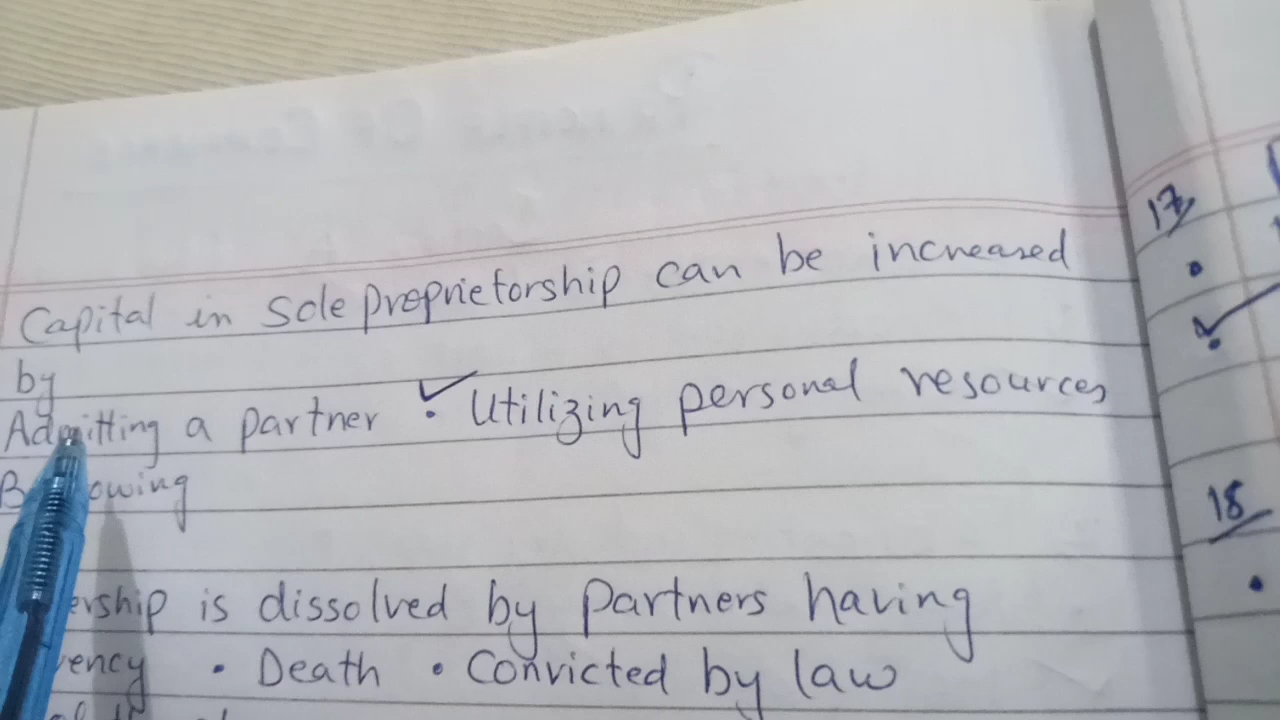 Capital in sole proprietorship can be increased
by
Admitting a partner ✓• Utilizing personal resources
owing
ership is dissolved by partners having
ency • Death • Convicted by law
17
•
✓•
18
•